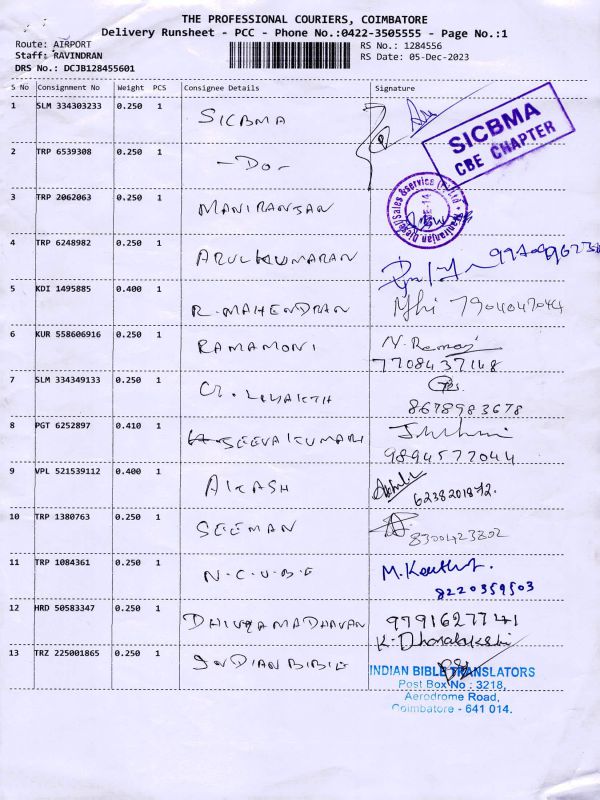 THE PROFESSIONAL COURIERS, COIMBATORE
Delivery Runsheet - PCC - Phone No.:0422-3505555 - Page No.:1
Route: AIRPORT RS No.: 1284556
Staff: RAVINDRAN RS Date: 05-Dec-2023
DRS No.: DCJB128455601
S No Consignment No Weight PCS Consignee Details Signature
1 SLM 334303233 0.250 1 SICBMA
SICBMA
CBE CHAPTER
2 TRP 6539308 0.250 1 -DO-
3 TRP 2062063 0.250 1 MANIRANJAN
4 TRP 6248982 0.250 1 ARULKUMARAN
5 KDI 1495885 0.400 1 R.MAHENDRAN 7904047044
6 KUR 558606916 0.250 1 RAMAMONI
7708437148
7 SLM 334349133 0.250 1
8678983678
8 PGT 6252897 0.410 1 SEEVAKUMARI
9894577044
9 VPL 521539112 0.400 1 AKASH
6238201872.
10 TRP 1380763 0.250 1 SEEMAN
8300423802
11 TRP 1084361 0.250 1 N.C.U.B.E
8220359503
12 HRD 50583347 0.250 1 DHIVYAMADHAVAN 9791627741
13 TRZ 225001865 0.250 1 INDIAN BIBLE
INDIAN BIBLE TRANSLATORS
Post Box No : 3218,
Aerodrome Road,
Coimbatore - 641 014.